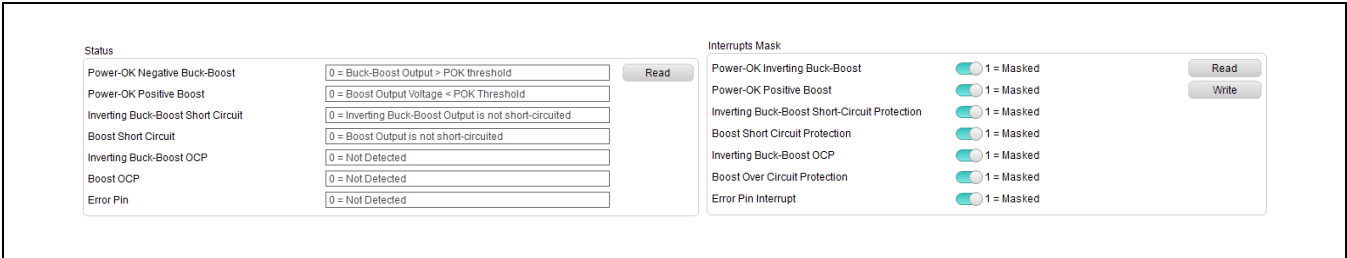 Status
Power-OK Negative Buck-Boost 0 = Buck-Boost Output > POK threshold Read
Power-OK Positive Boost 0 = Boost Output Voltage < POK Threshold
Inverting Buck-Boost Short Circuit 0 = Inverting Buck-Boost Output is not short-circuited
Boost Short Circuit 0 = Boost Output is not short-circuited
Inverting Buck-Boost OCP 0 = Not Detected
Boost OCP 0 = Not Detected
Error Pin 0 = Not Detected
Interrupts Mask
Power-OK Inverting Buck-Boost 1 = Masked Read
Power-OK Positive Boost 1 = Masked Write
Inverting Buck-Boost Short-Circuit Protection 1 = Masked
Boost Short Circuit Protection 1 = Masked
Inverting Buck-Boost OCP 1 = Masked
Boost Over Circuit Protection 1 = Masked
Error Pin Interrupt 1 = Masked